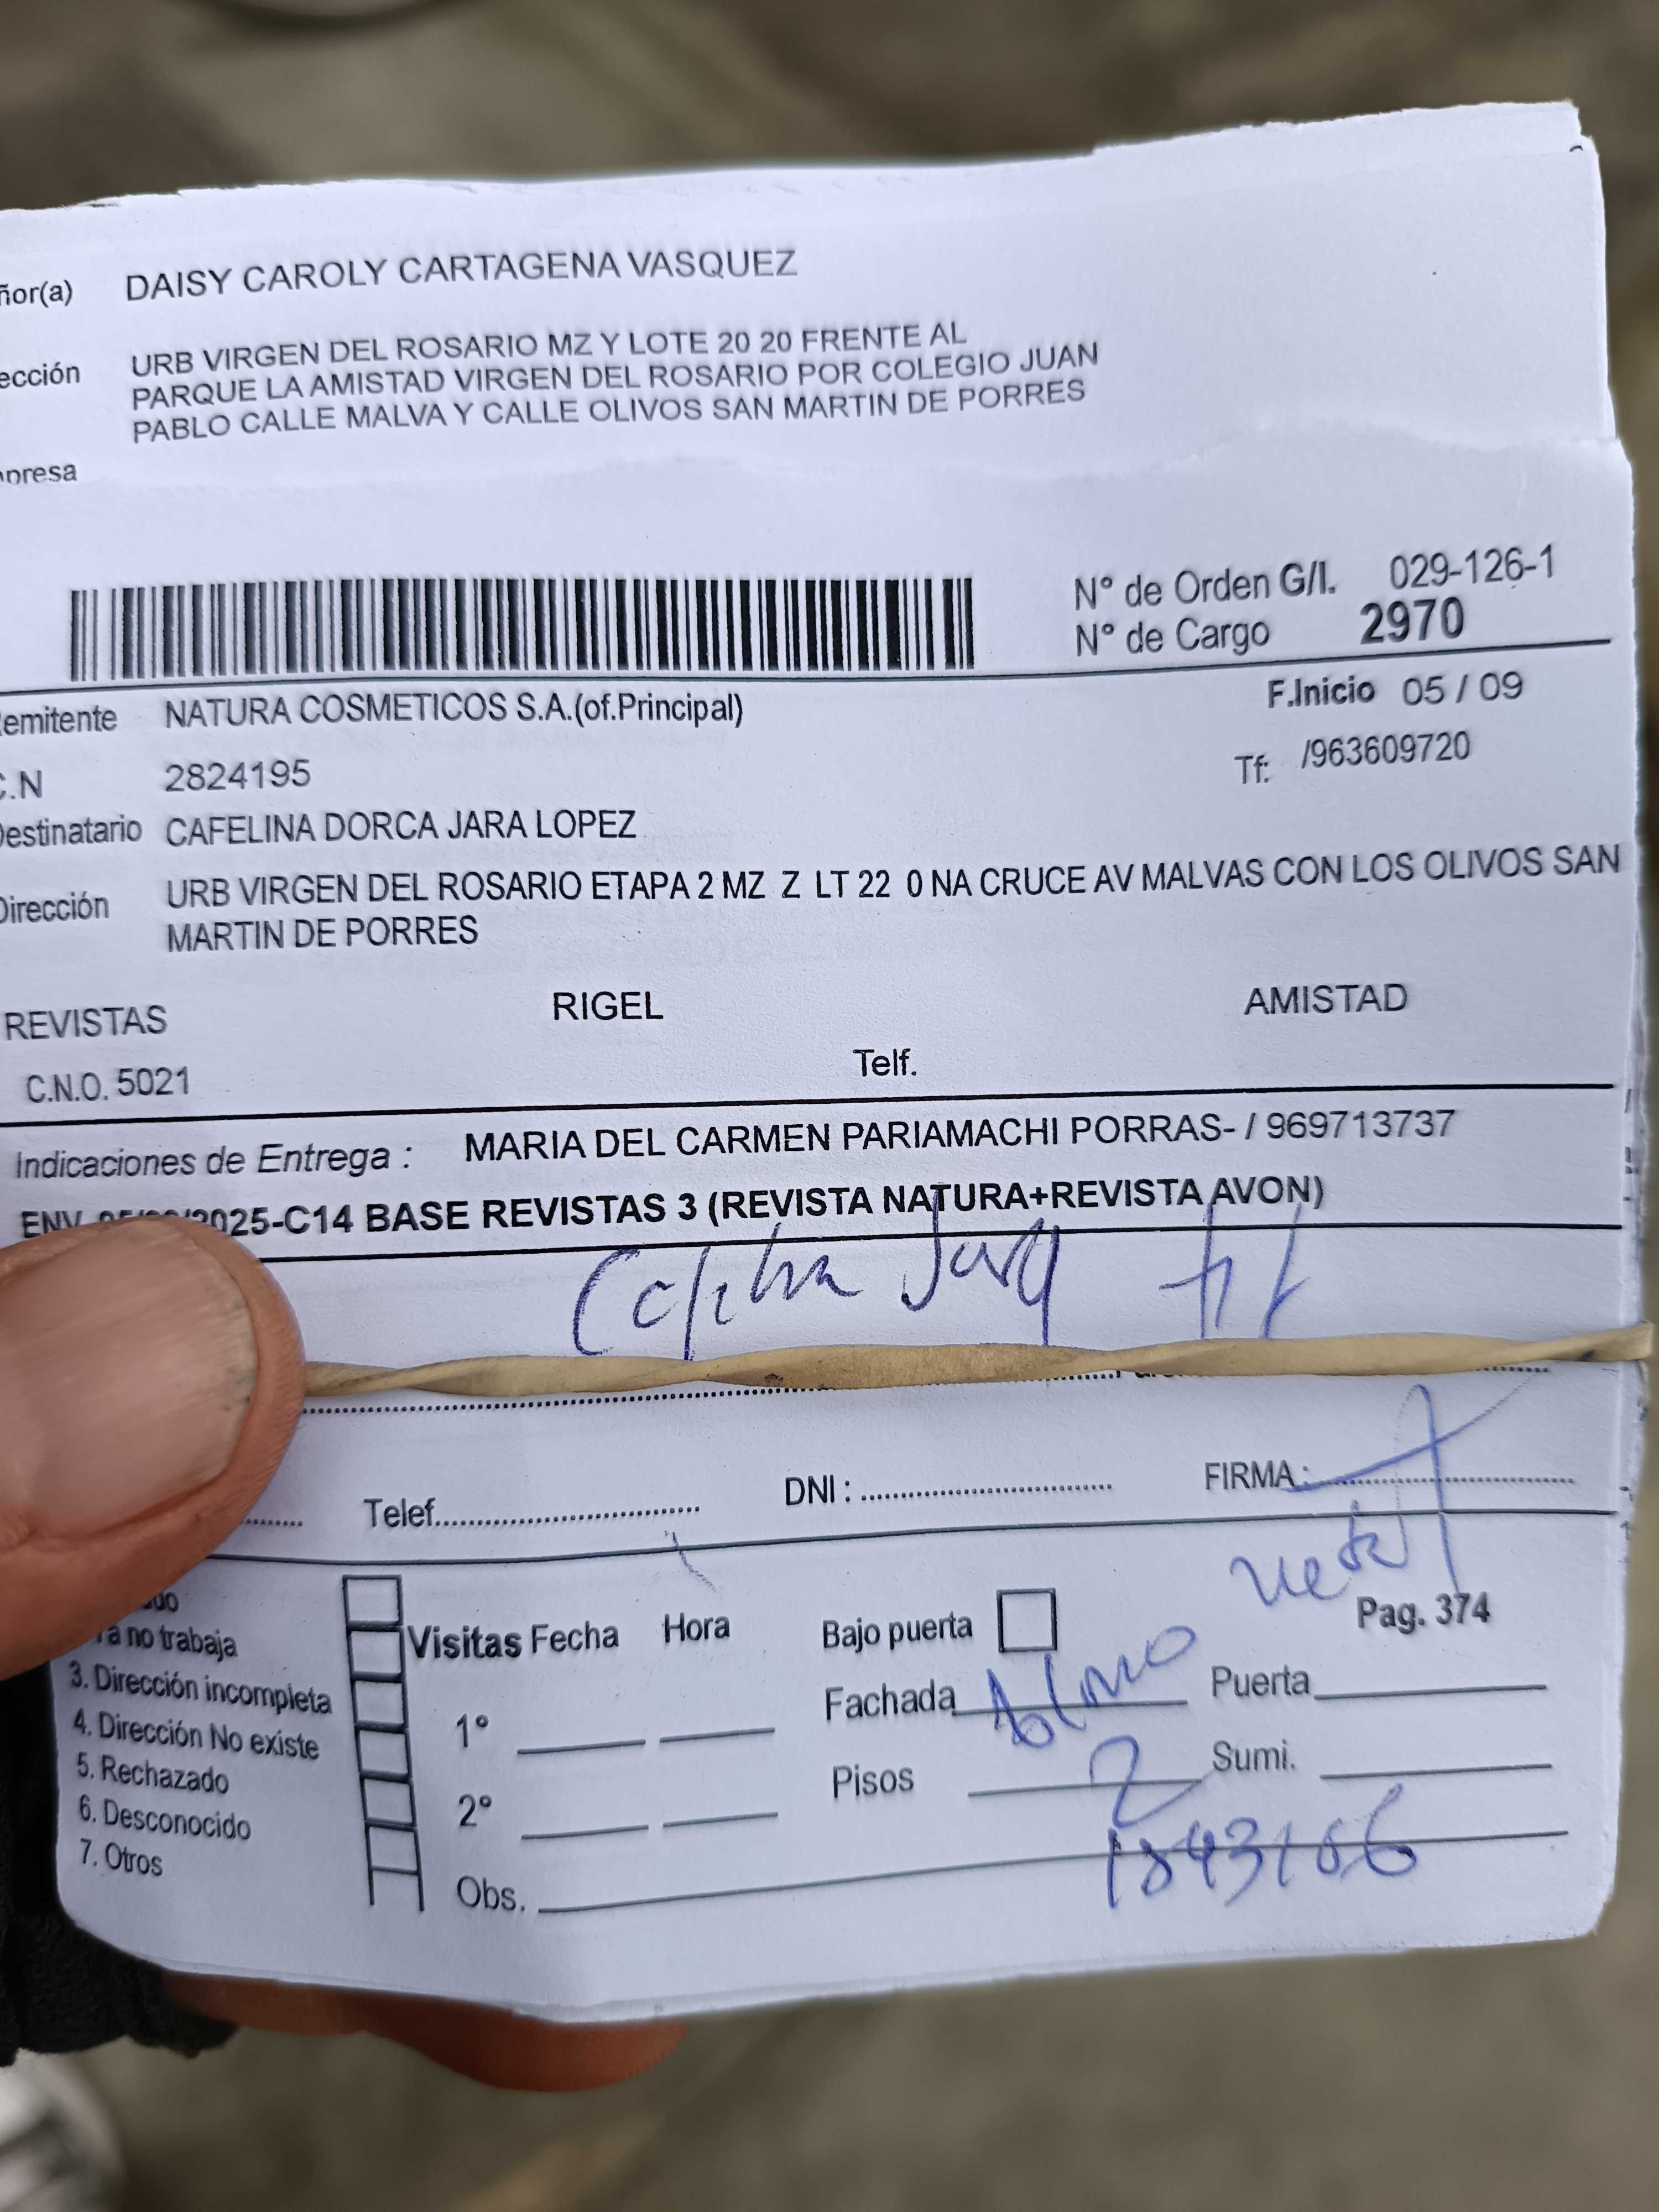 ñor(a) DAISY CAROLY CARTAGENA VASQUEZ
ección URB VIRGEN DEL ROSARIO MZ Y LOTE 20 20 FRENTE AL
PARQUE LA AMISTAD VIRGEN DEL ROSARIO POR COLEGIO JUAN
PABLO CALLE MALVA Y CALLE OLIVOS SAN MARTIN DE PORRES
presa
N° de Orden G/I. 029-126-1
N° de Cargo 2970
Remitente NATURA COSMETICOS S.A.(of.Principal) F.Inicio 05 / 09
C.N 2824195 Tf: /963609720
Destinatario CAFELINA DORCA JARA LOPEZ
Dirección URB VIRGEN DEL ROSARIO ETAPA 2 MZ Z LT 22 0 NA CRUCE AV MALVAS CON LOS OLIVOS SAN
MARTIN DE PORRES
REVISTAS RIGEL AMISTAD
C.N.O. 5021 Telf.
Indicaciones de Entrega : MARIA DEL CARMEN PARIAMACHI PORRAS- / 969713737
ENV 2025-C14 BASE REVISTAS 3 (REVISTA NATURA+REVISTA AVON)
Jara
Telef. DNI : FIRMA :
Pag. 374
a no trabaja Visitas Fecha Hora Bajo puerta
3. Dirección incompleta Fachada Puerta
4. Dirección No existe 1°
5. Rechazado Pisos 2 Sumi.
6. Desconocido 2°
7. Otros
Obs. 1843166